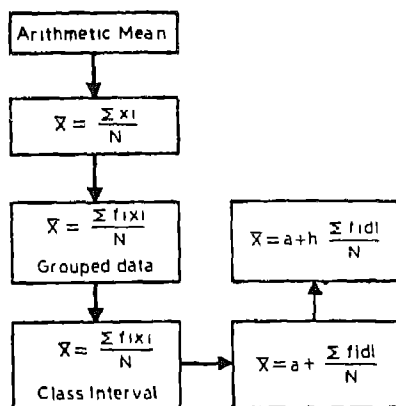 Arithmetic Mean
X̄ = Σxi / N
X̄ = Σfixi / N
Grouped data
X̄ = a+h Σfidi / N
X̄ = Σfixi / N
Class Interval
X̄ = a+ Σfidi / N